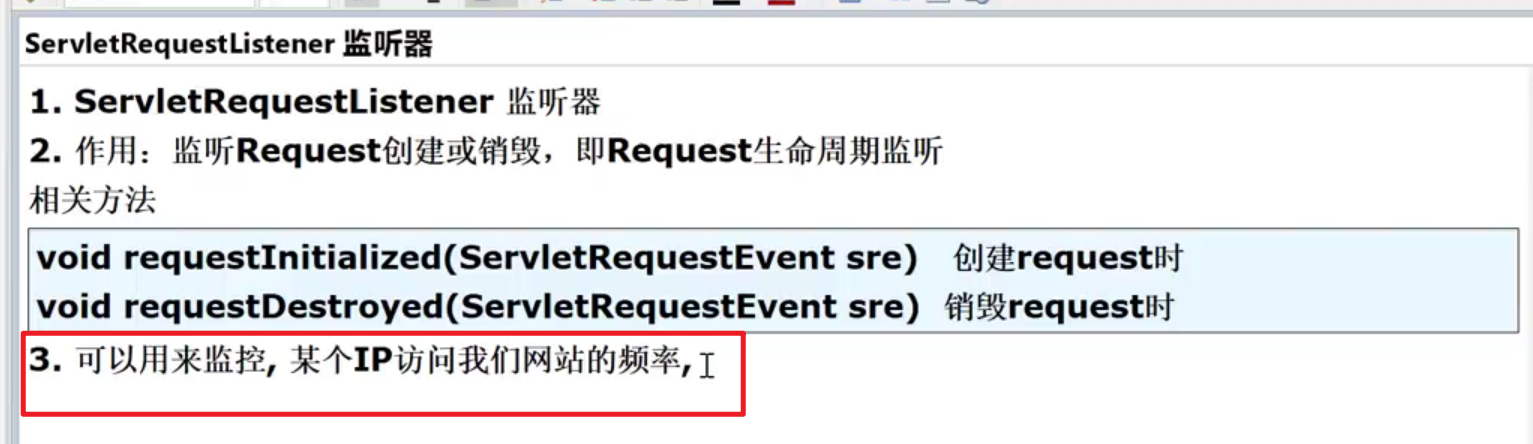 ServletRequestListener 监听器
1. ServletRequestListener 监听器
2. 作用：监听Request创建或销毁，即Request生命周期监听
相关方法
void requestInitialized(ServletRequestEvent sre) 创建request时
void requestDestroyed(ServletRequestEvent sre) 销毁request时
3. 可以用来监控, 某个IP访问我们网站的频率,